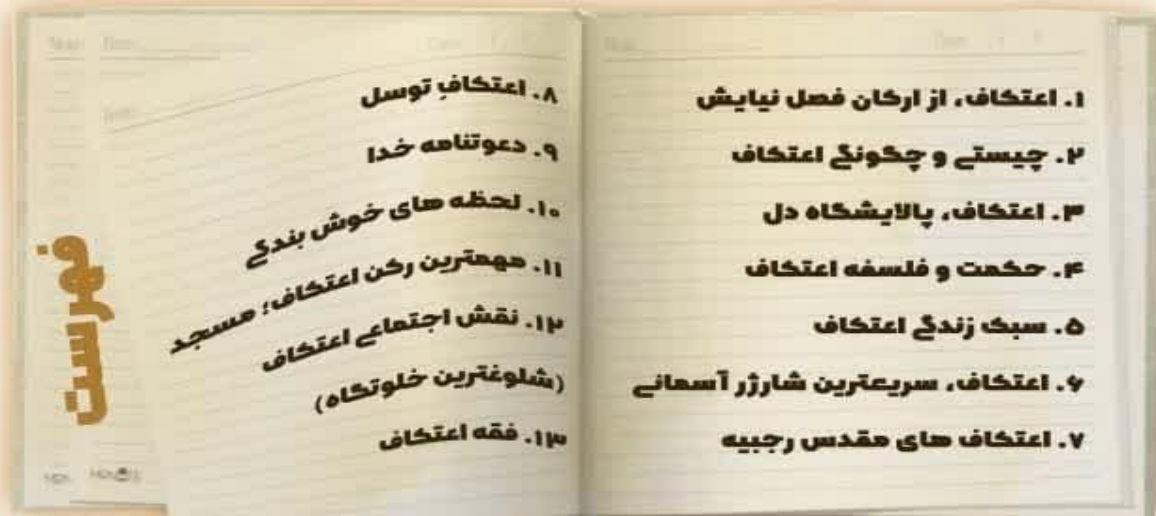 ۱. اعتکاف، از ارکان فصل نیایش
۲. چیستی و چگونگی اعتکاف
۳. اعتکاف، پالایشگاه دل
۴. حکمت و فلسفه اعتکاف
۵. سبک زندگی اعتکاف
۶. اعتکاف، سریعترین شارژر آسمانی
۷. اعتکاف های مقدس رجبیه
۸. اعتکافِ توسل
۹. دعوتنامه خدا
۱۰. لحظه های خوش بندگی
۱۱. مهمترین رکن اعتکاف؛ مسجد
۱۲. نقش اجتماعی اعتکاف
(شلوغترین خلوتگاه)
۱۳. فقه اعتکاف
فهرست